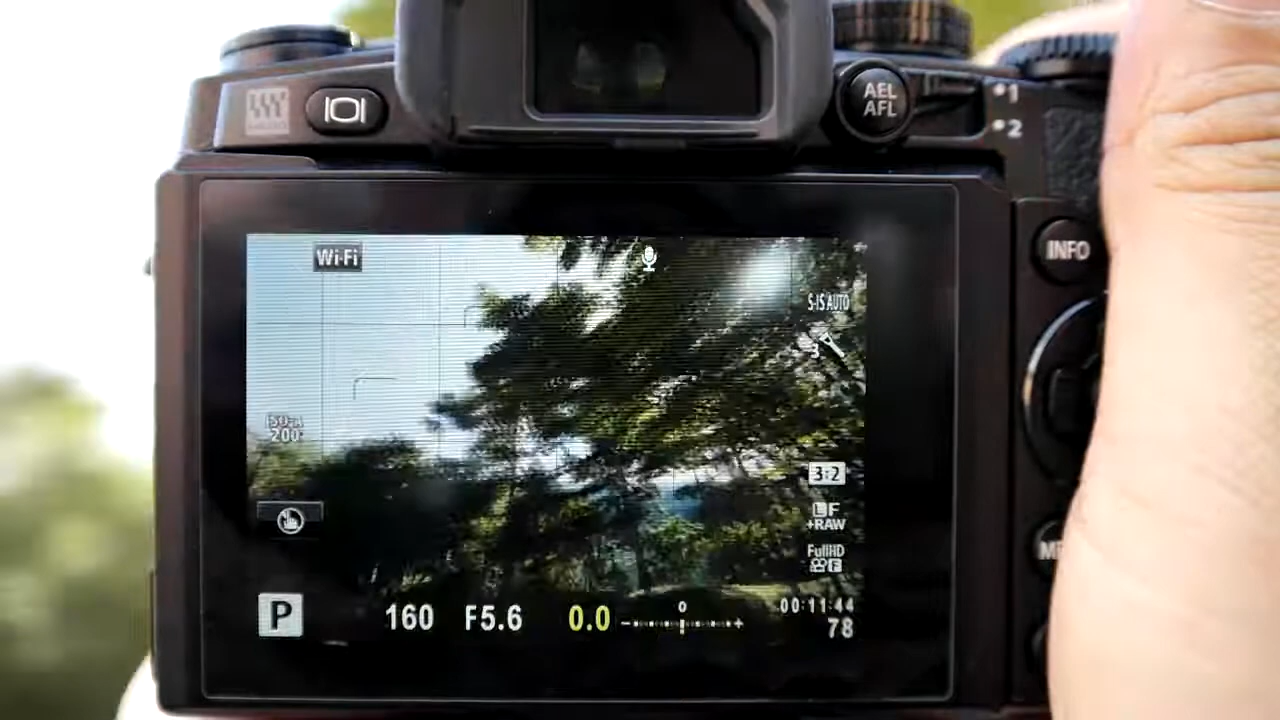 AEL
AFL
1
2
INFO
Wi-Fi
S-IS AUTO
3
ISO-A
200
3:2
LF
+RAW
FullHD
F
P
160 F5.6 0.0
00:11:44
78